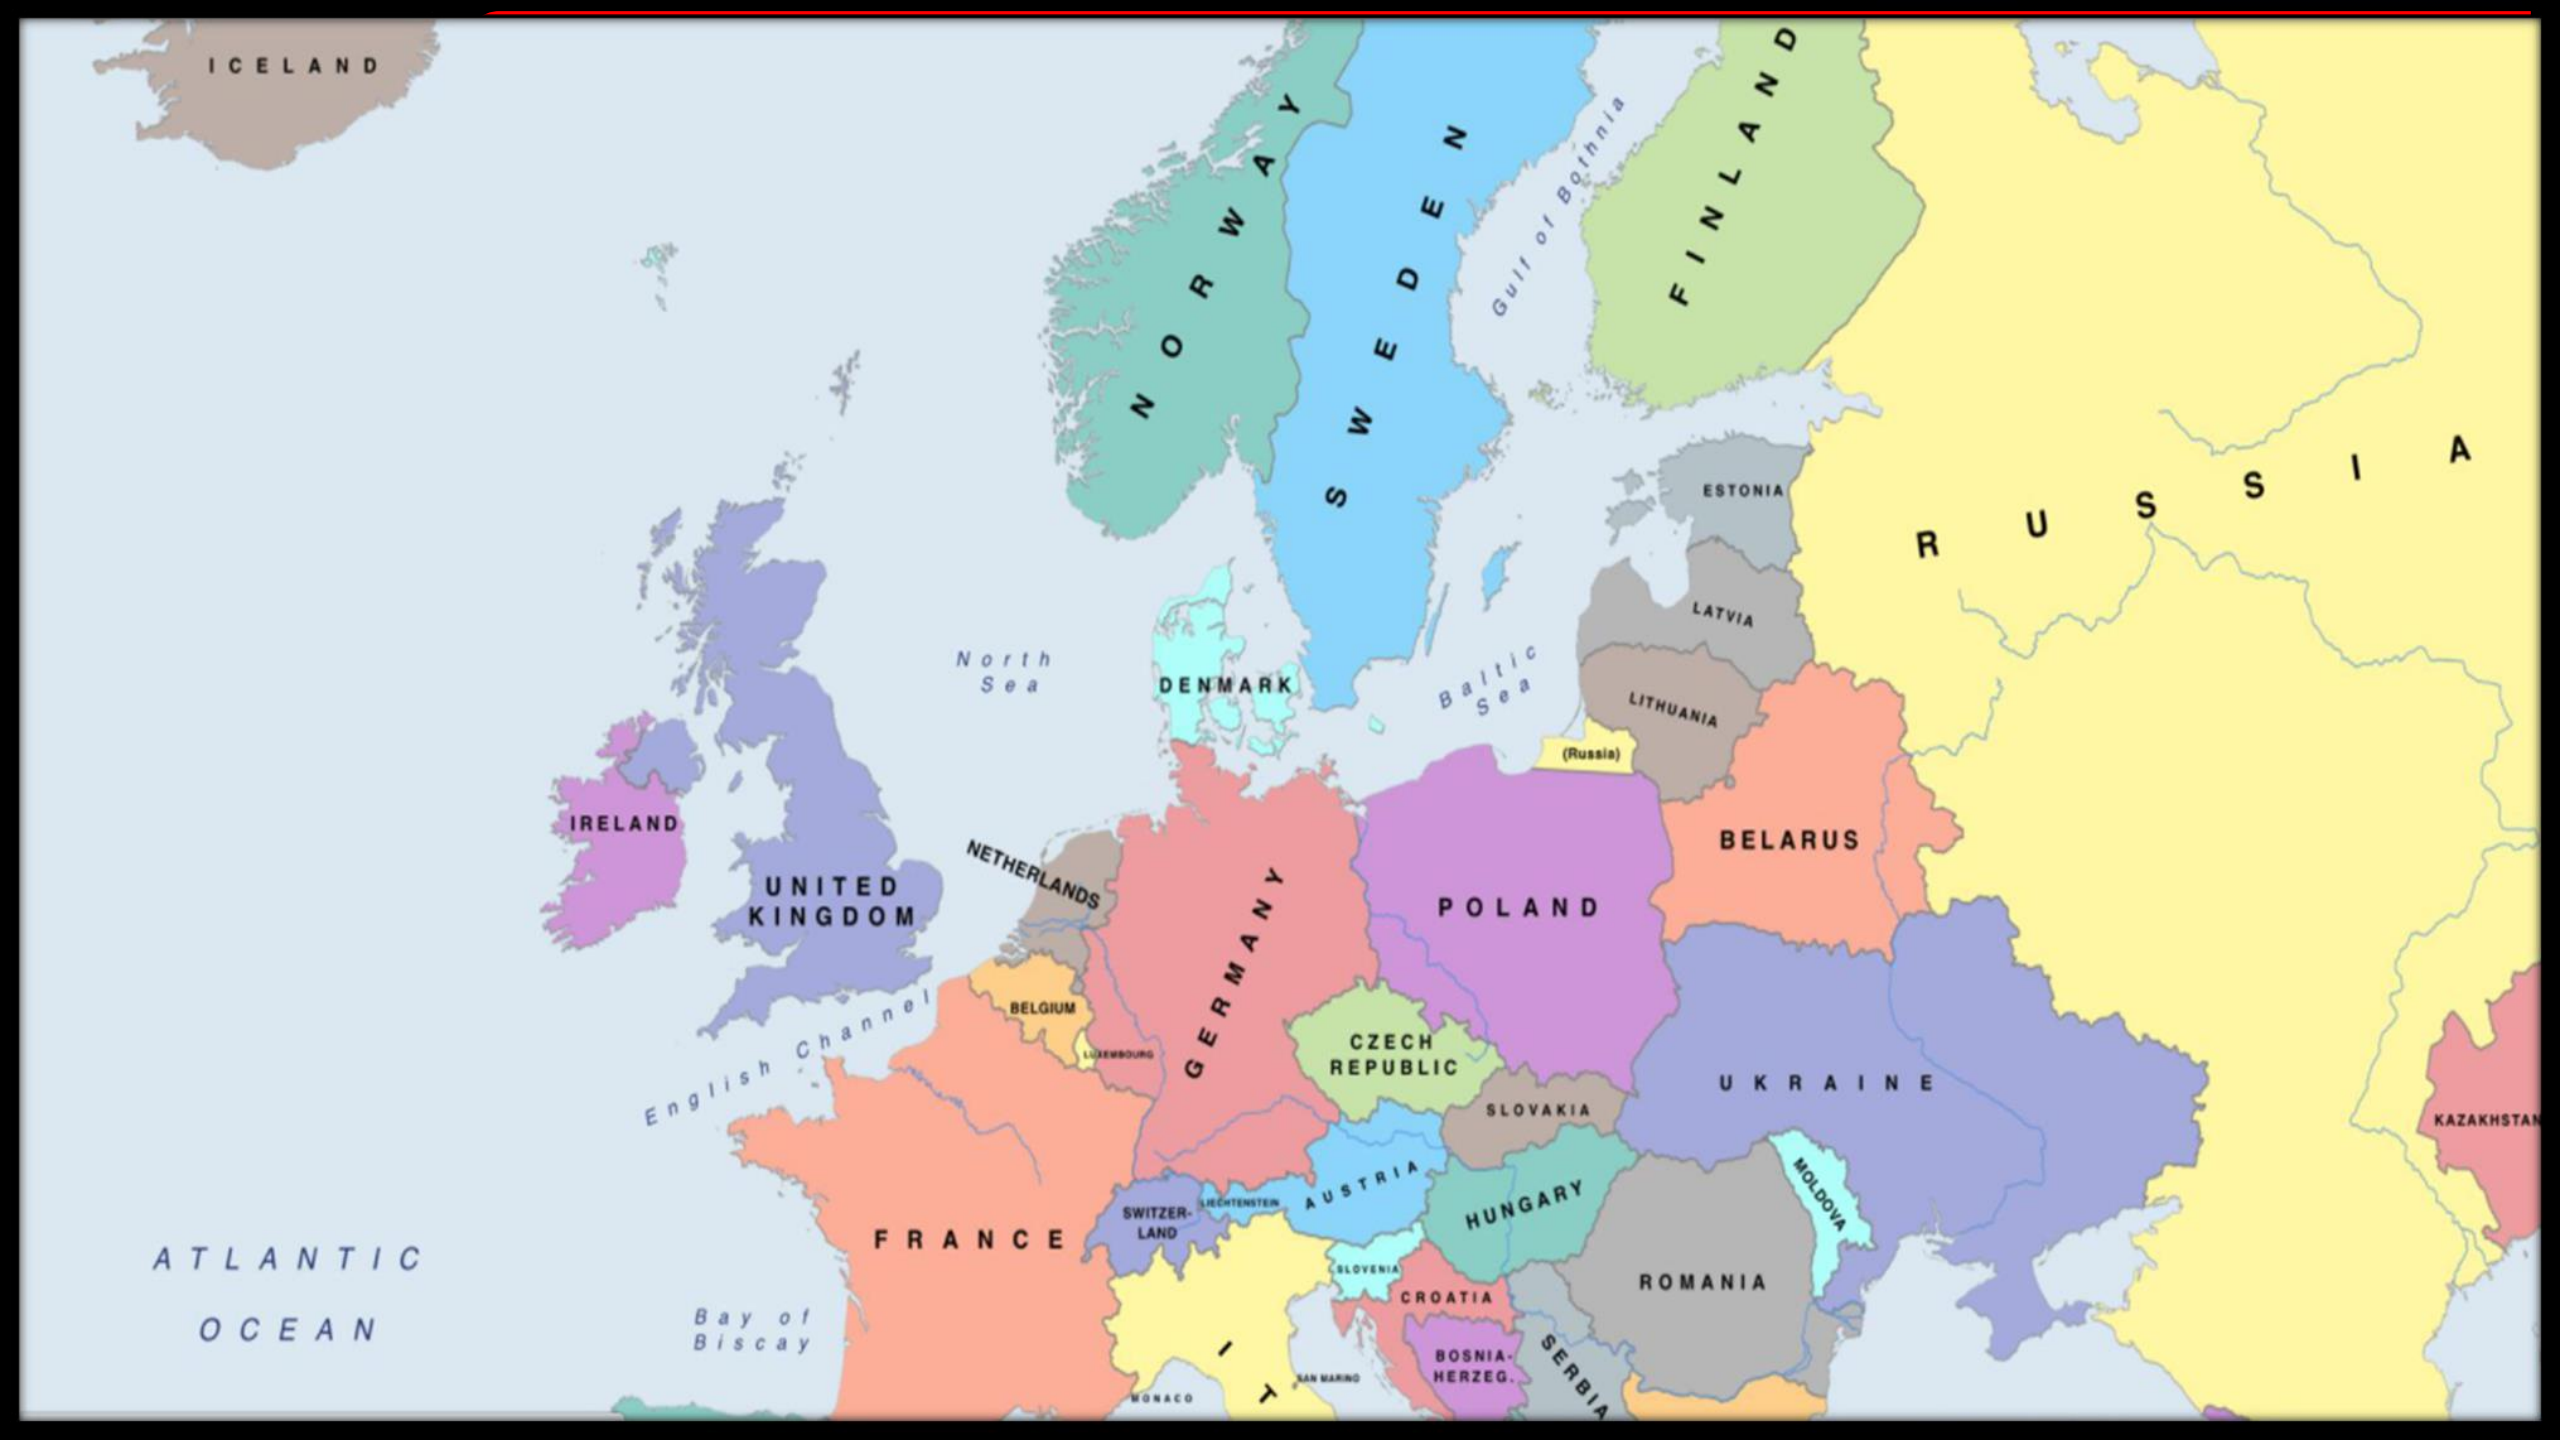 ICELAND
NORWAY
SWEDEN
FINLAND
Gulf of Bothnia
RUSSIA
ESTONIA
LATVIA
LITHUANIA
(Russia)
North
Sea
DENMARK
Baltic
Sea
IRELAND
UNITED
KINGDOM
NETHERLANDS
GERMANY
POLAND
BELARUS
BELGIUM
LUXEMBOURG
English Channel
CZECH
REPUBLIC
SLOVAKIA
UKRAINE
KAZAKHSTAN
MOLDOVA
AUSTRIA
HUNGARY
LIECHTENSTEIN
SWITZER-
LAND
FRANCE
ATLANTIC
OCEAN
Bay of
Biscay
SLOVENIA
CROATIA
ROMANIA
BOSNIA-
HERZEG.
SERBIA
SAN MARINO
MONACO
I
T